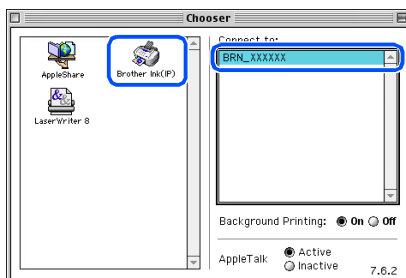 Chooser
AppleShare
Brother Ink(IP)
LaserWriter 8
Connect to:
BRN_XXXXXX
Background Printing: On Off
AppleTalk Active
Inactive
7.6.2